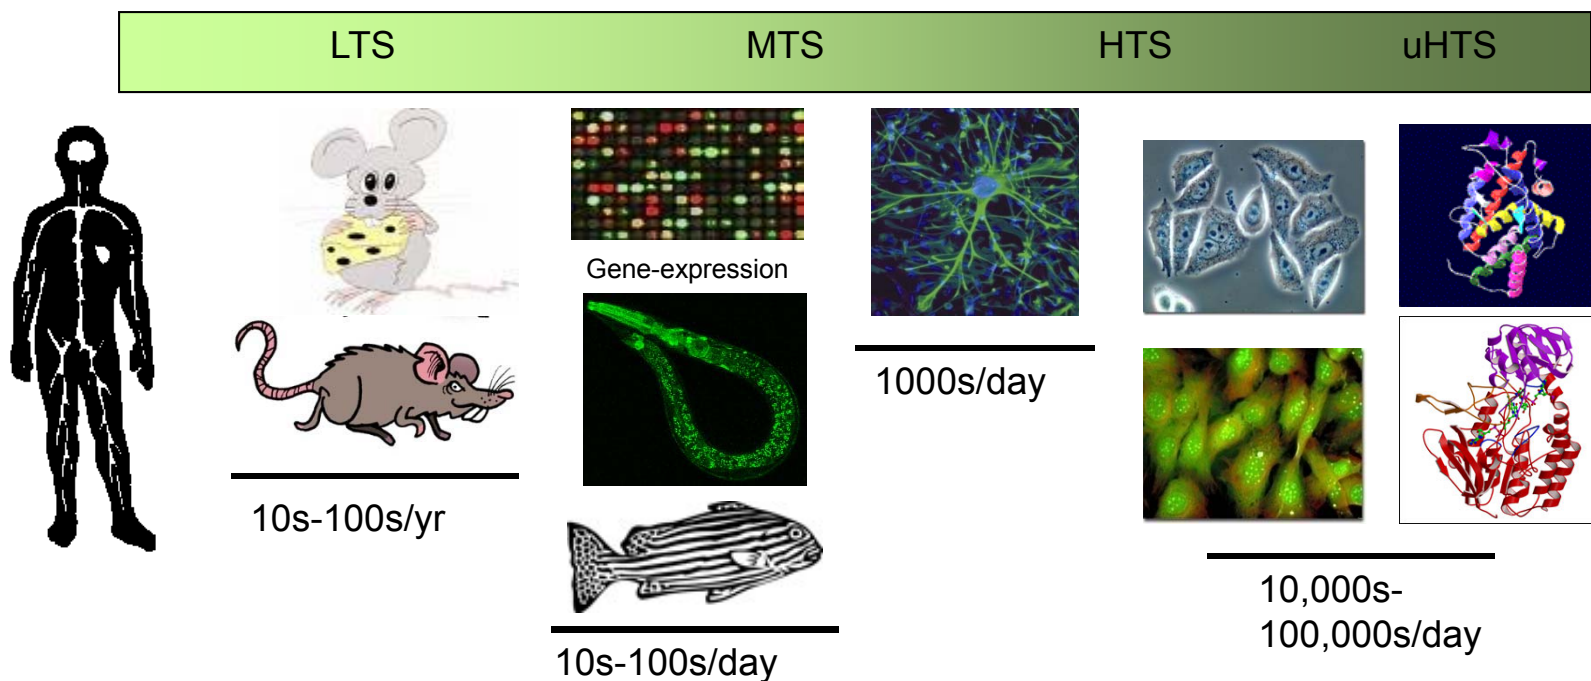 LTS MTS HTS uHTS
Gene-expression
1000s/day
10s-100s/yr
10,000s-
100,000s/day
10s-100s/day